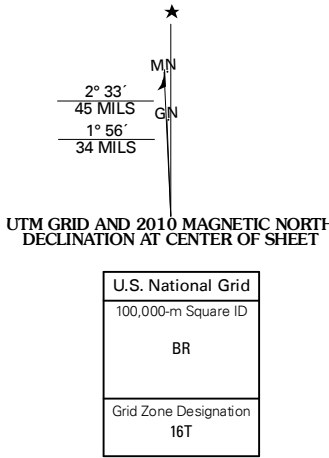 MN
2° 33´
45 MILS
GN
1° 56´
34 MILS
UTM GRID AND 2010 MAGNETIC NORTH
DECLINATION AT CENTER OF SHEET
U.S. National Grid
100,000-m Square ID
BR
Grid Zone Designation
16T